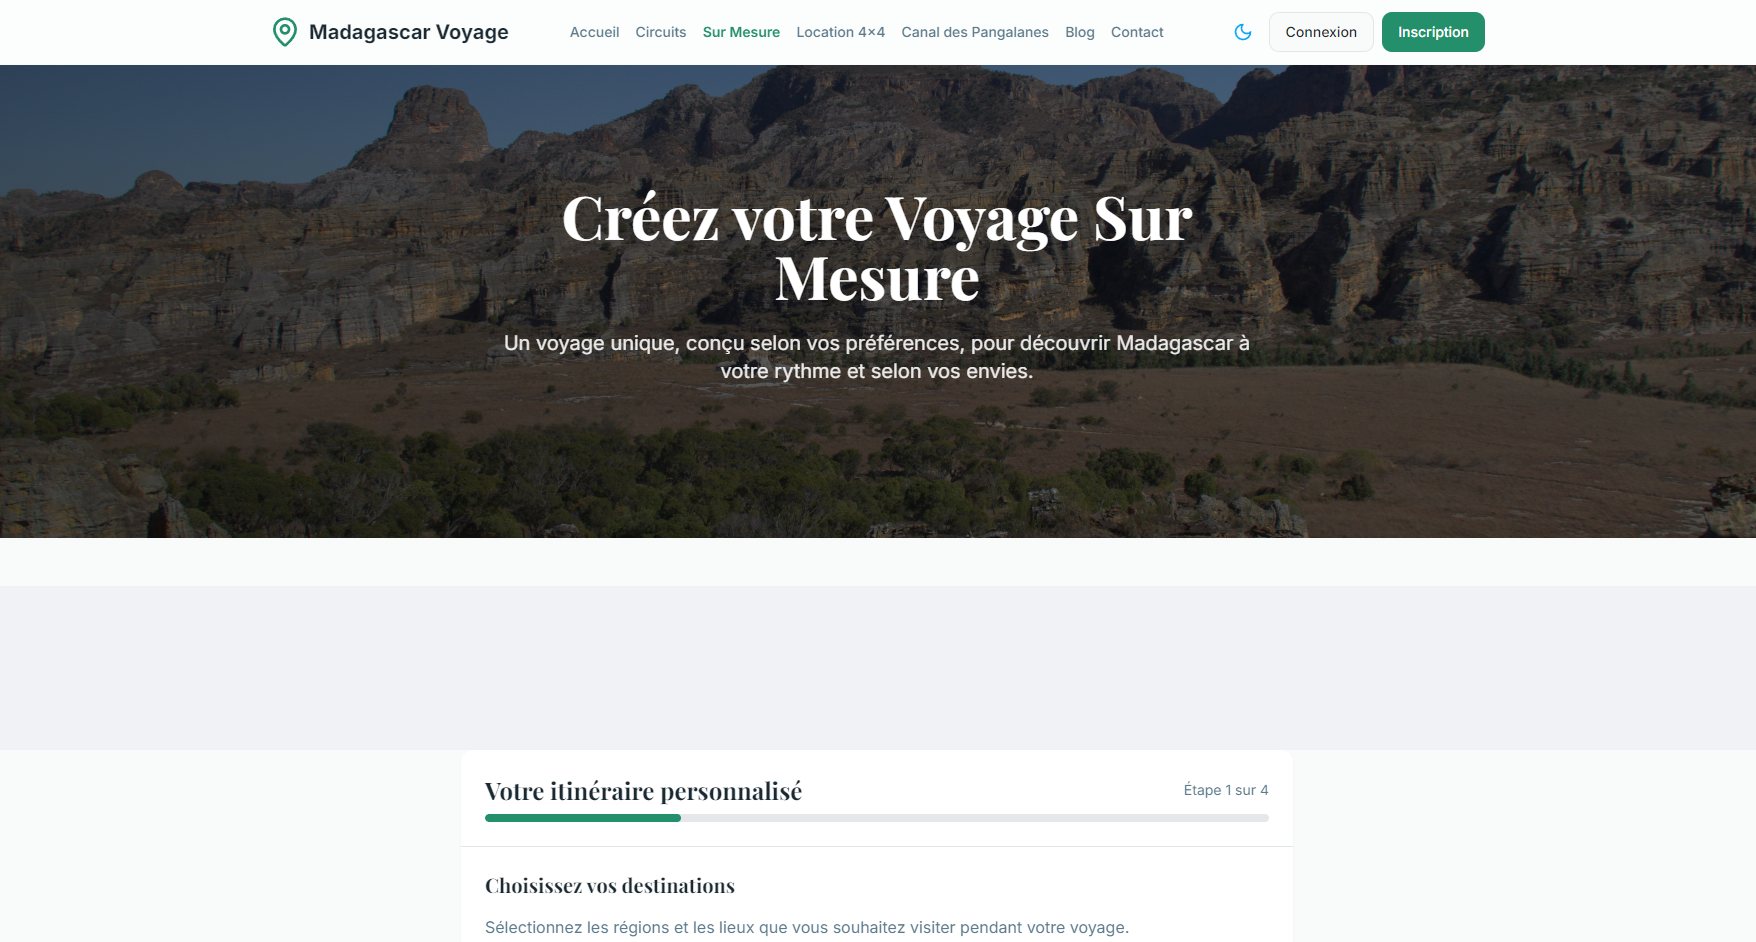 Madagascar Voyage
Accueil Circuits Sur Mesure Location 4×4 Canal des Pangalanes Blog Contact
Connexion Inscription
Créez votre Voyage Sur
Mesure
Un voyage unique, conçu selon vos préférences, pour découvrir Madagascar à
votre rythme et selon vos envies.
Votre itinéraire personnalisé
Étape 1 sur 4
Choisissez vos destinations
Sélectionnez les régions et les lieux que vous souhaitez visiter pendant votre voyage.